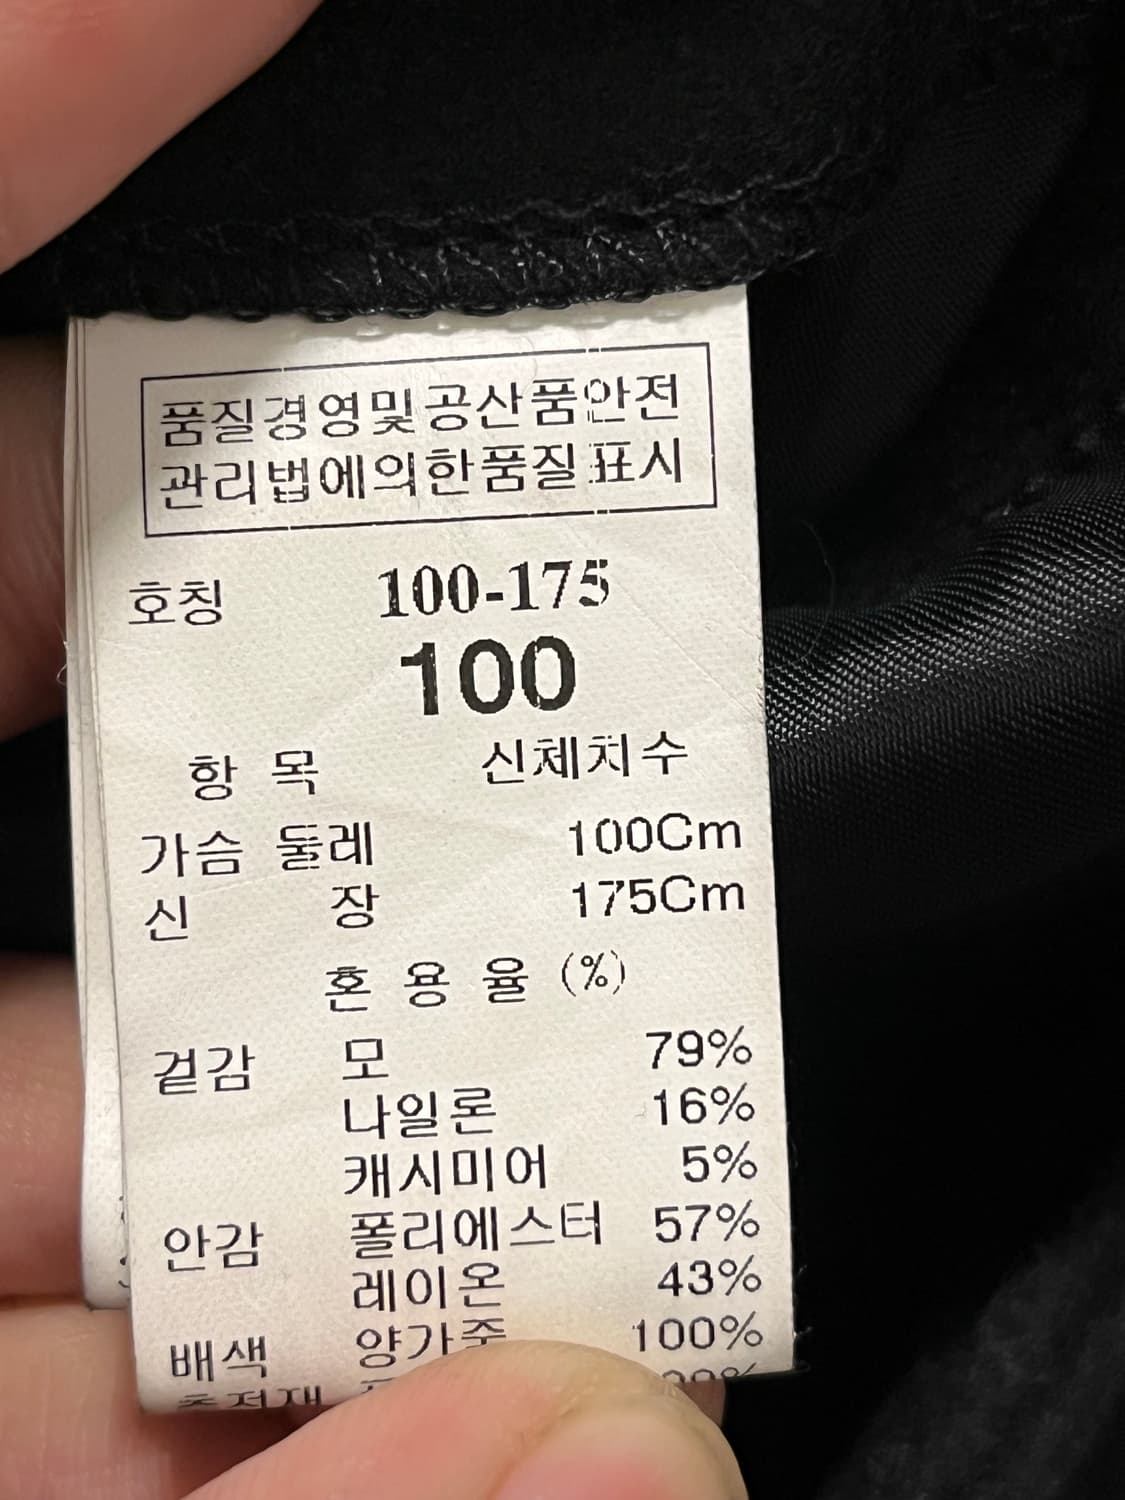 품질경영및공산품안전
관리법에의한품질표시
호칭 100-175
100
항 목 신체치수
가슴 둘레 100Cm
신 장 175Cm
혼 용 율 (%)
겉감 모 79%
나일론 16%
캐시미어 5%
안감 폴리에스터 57%
레이온 43%
배색 양가죽 100%